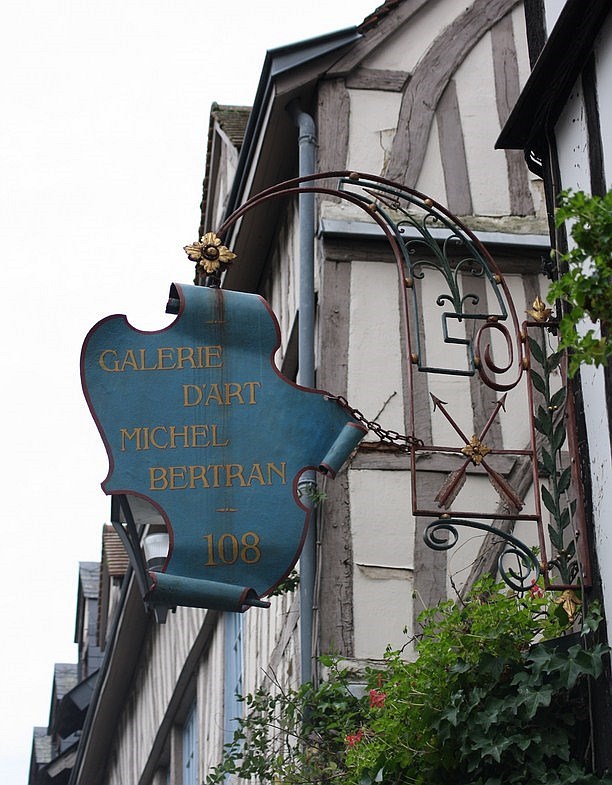 GALERIE
D'ART
MICHEL
BERTRAN
108